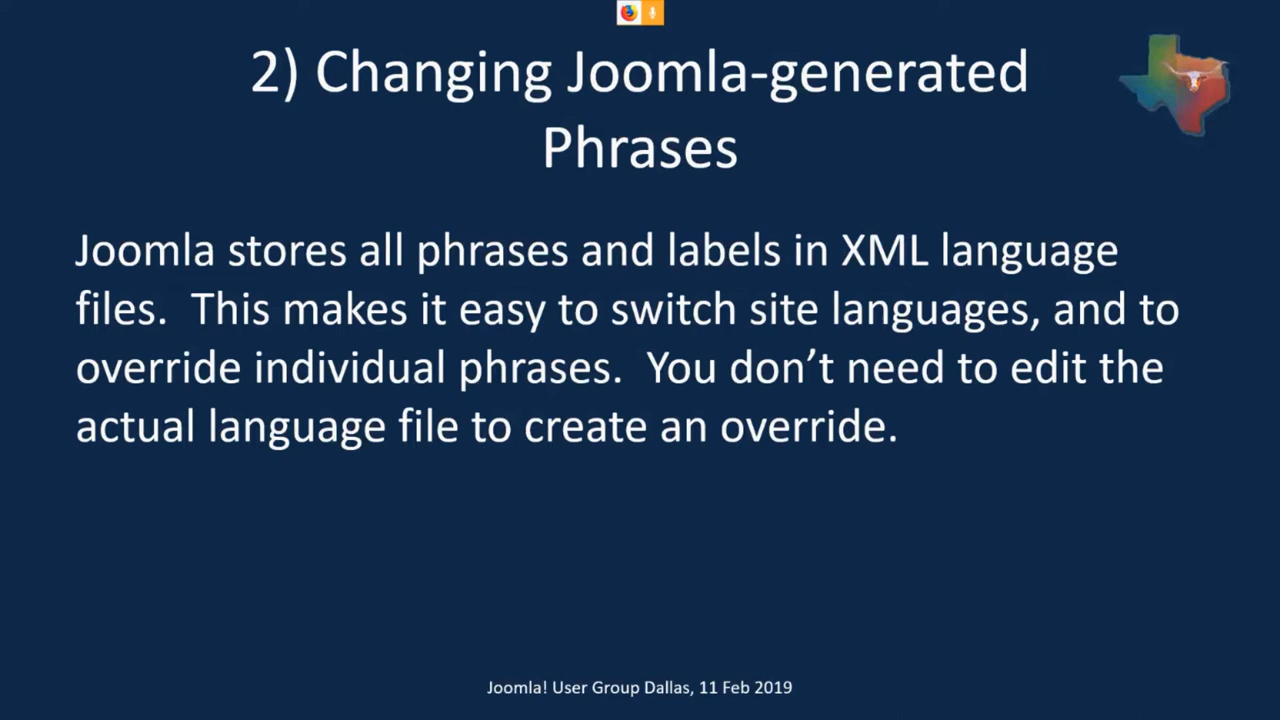 2) Changing Joomla-generated
Phrases
Joomla stores all phrases and labels in XML language
files.  This makes it easy to switch site languages, and to
override individual phrases.  You don’t need to edit the
actual language file to create an override.
Joomla! User Group Dallas, 11 Feb 2019